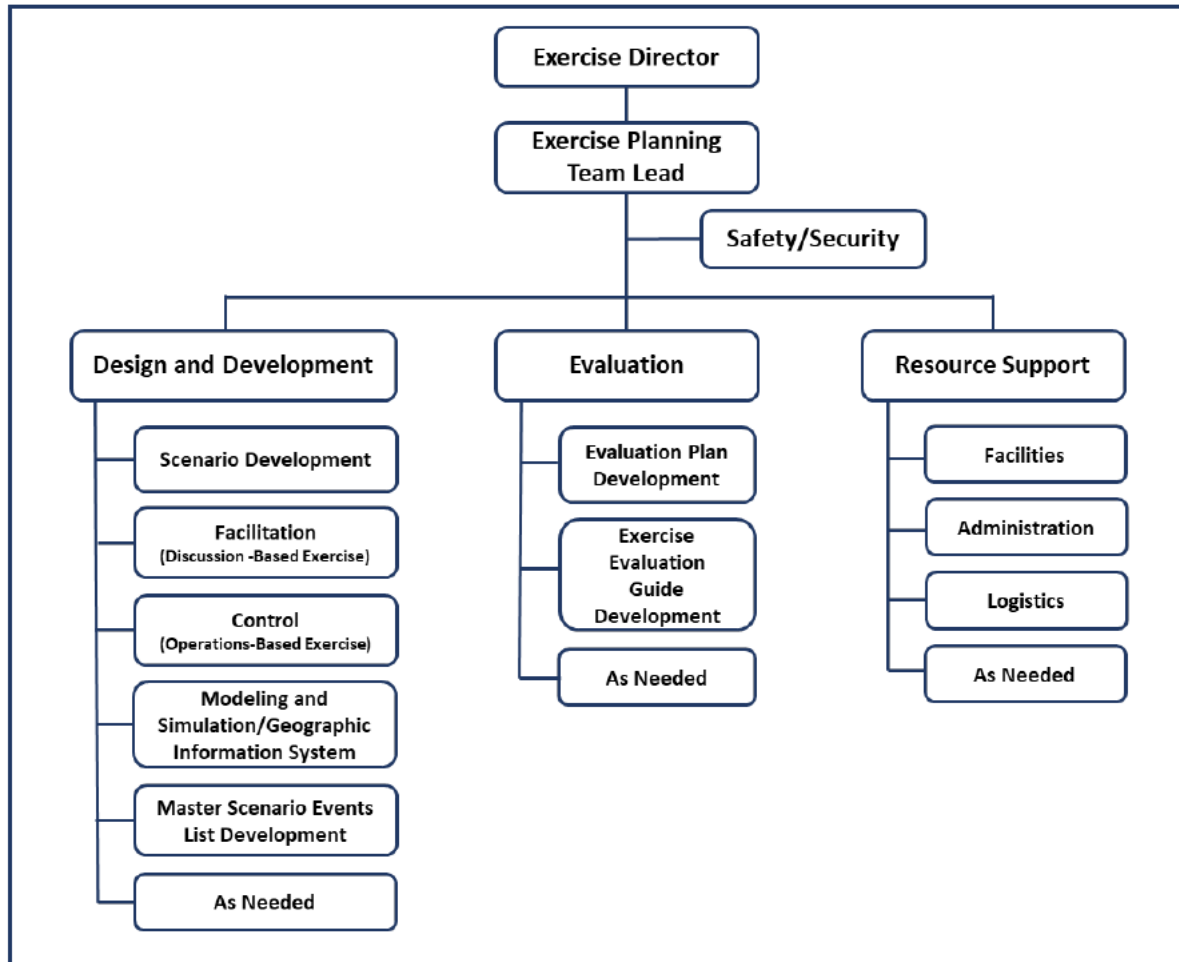 Exercise Director
Exercise Planning
Team Lead
Safety/Security
Design and Development
Scenario Development
Facilitation
(Discussion -Based Exercise)
Control
(Operations-Based Exercise)
Modeling and
Simulation/Geographic
Information System
Master Scenario Events
List Development
As Needed
Evaluation
Evaluation Plan
Development
Exercise
Evaluation
Guide
Development
As Needed
Resource Support
Facilities
Administration
Logistics
As Needed